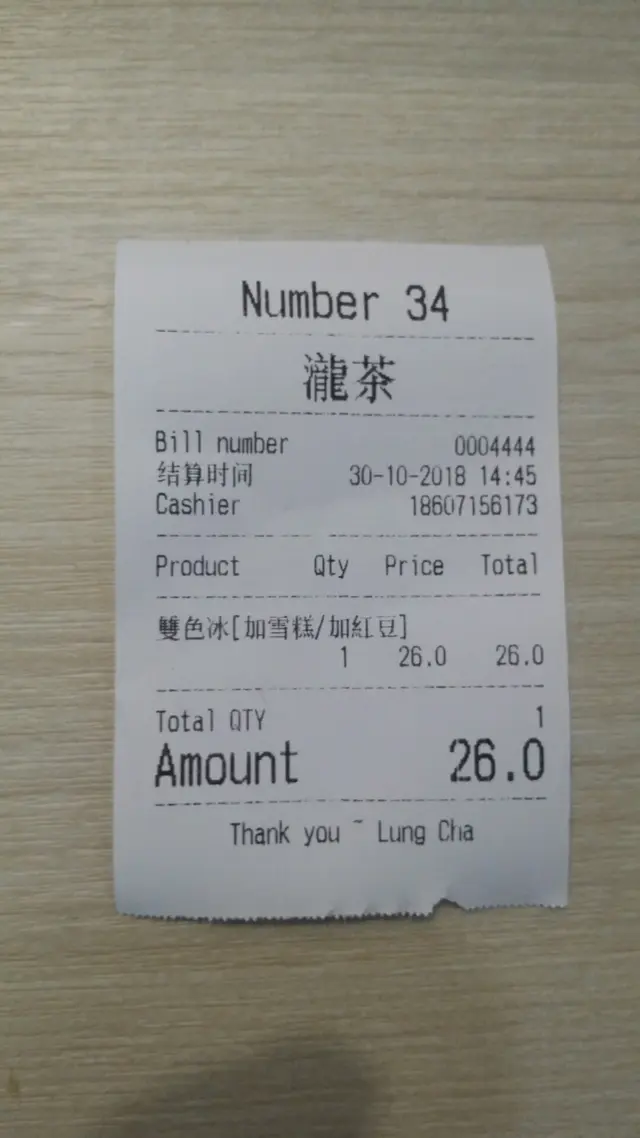 Number 34
瀧茶
Bill number 0004444
结算时间 30-10-2018 14:45
Cashier 18607156173
Product Qty Price Total
雙色冰[加雪糕/加紅豆]
1 26.0 26.0
Total QTY 1
Amount 26.0
Thank you ~ Lung Cha